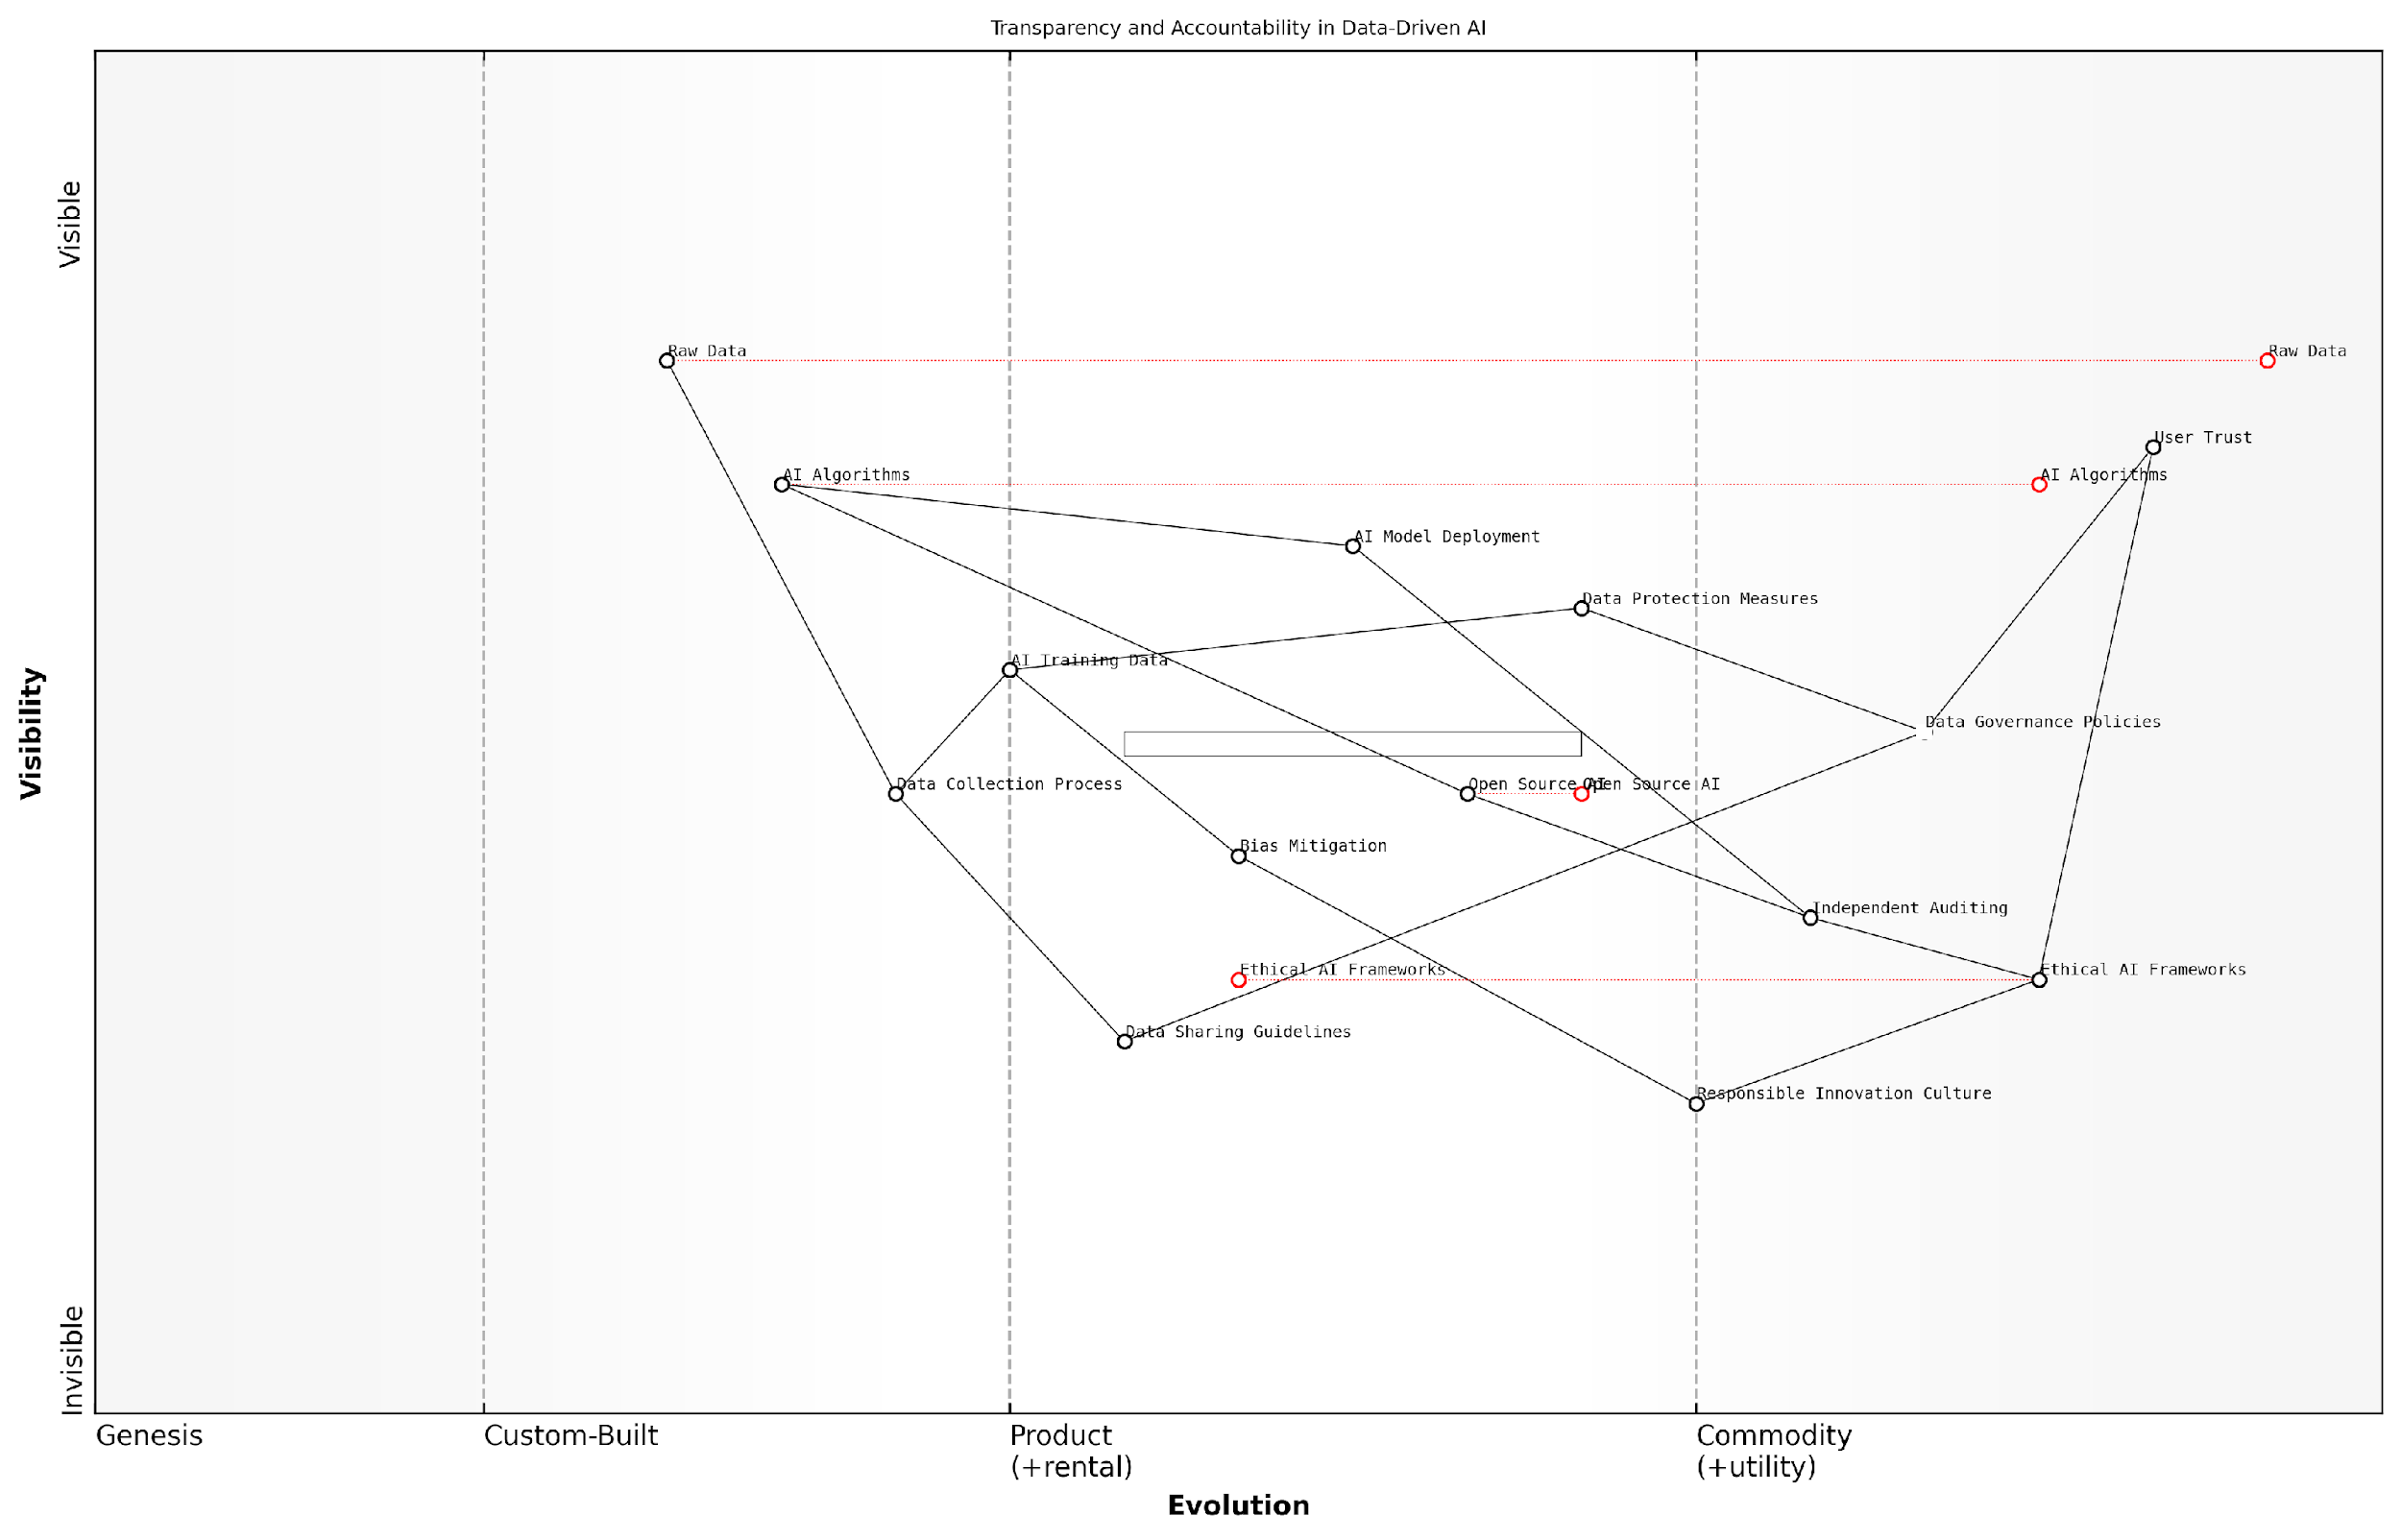 Transparency and Accountability in Data-Driven AI
Visible
Raw Data
Raw Data
User Trust
AI Algorithms
AI Algorithms
AI Model Deployment
Data Protection Measures
AI Training Data
Visibility
Data Governance Policies
Data Collection Process
Open Source AI
Open Source AI
Bias Mitigation
Independent Auditing
Ethical AI Frameworks
Ethical AI Frameworks
Data Sharing Guidelines
Responsible Innovation Culture
Invisible
Genesis
Custom-Built
Product
(+rental)
Commodity
(+utility)
Evolution